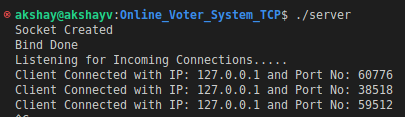 akshay@akshayv:Online_Voter_System_TCP$ ./server
Socket Created
Bind Done
Listening for Incoming Connections.....
Client Connected with IP: 127.0.0.1 and Port No: 60776
Client Connected with IP: 127.0.0.1 and Port No: 38518
Client Connected with IP: 127.0.0.1 and Port No: 59512